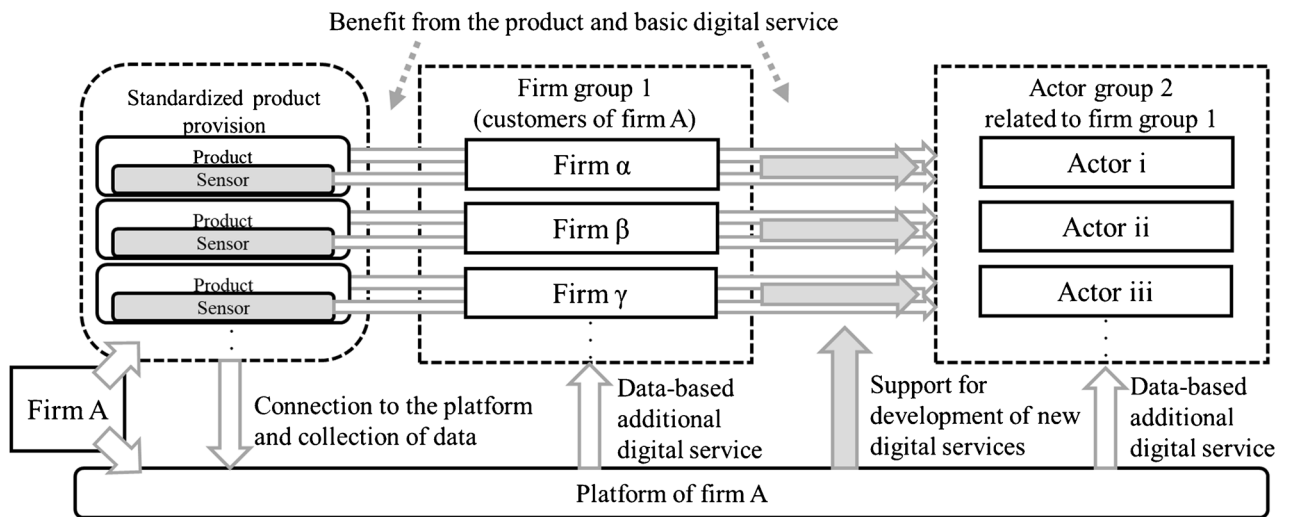 Benefit from the product and basic digital service
Standardized product
provision
Product
Sensor
Product
Sensor
Product
Sensor
Firm group 1
(customers of firm A)
Firm α
Firm β
Firm γ
Actor group 2
related to firm group 1
Actor i
Actor ii
Actor iii
Firm A
Connection to the platform
and collection of data
Data-based
additional
digital service
Support for
development of new
digital services
Data-based
additional
digital service
Platform of firm A